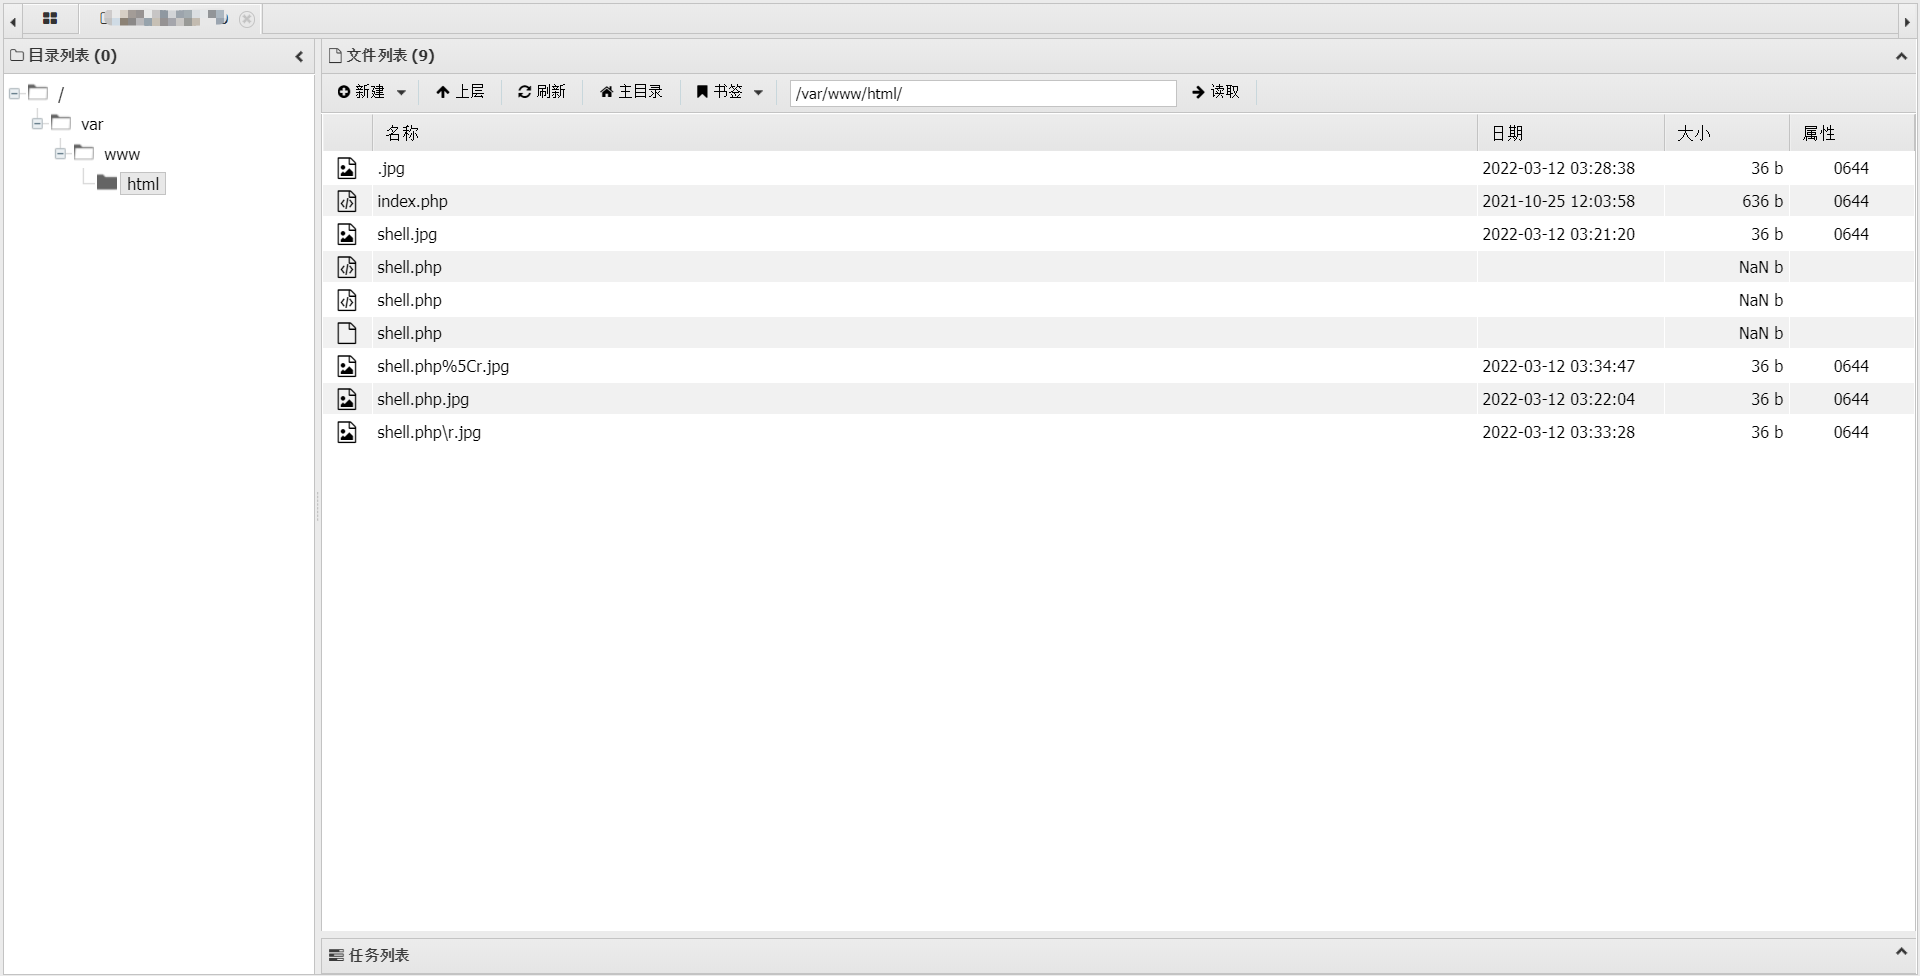 目录列表 (0)
/
var
www
html
文件列表 (9)
新建 上层 刷新 主目录 书签 /var/www/html/ 读取
名称 日期 大小 属性
.jpg 2022-03-12 03:28:38 36 b 0644
index.php 2021-10-25 12:03:58 636 b 0644
shell.jpg 2022-03-12 03:21:20 36 b 0644
shell.php NaN b
shell.php NaN b
shell.php NaN b
shell.php%5Cr.jpg 2022-03-12 03:34:47 36 b 0644
shell.php.jpg 2022-03-12 03:22:04 36 b 0644
shell.php\r.jpg 2022-03-12 03:33:28 36 b 0644
任务列表